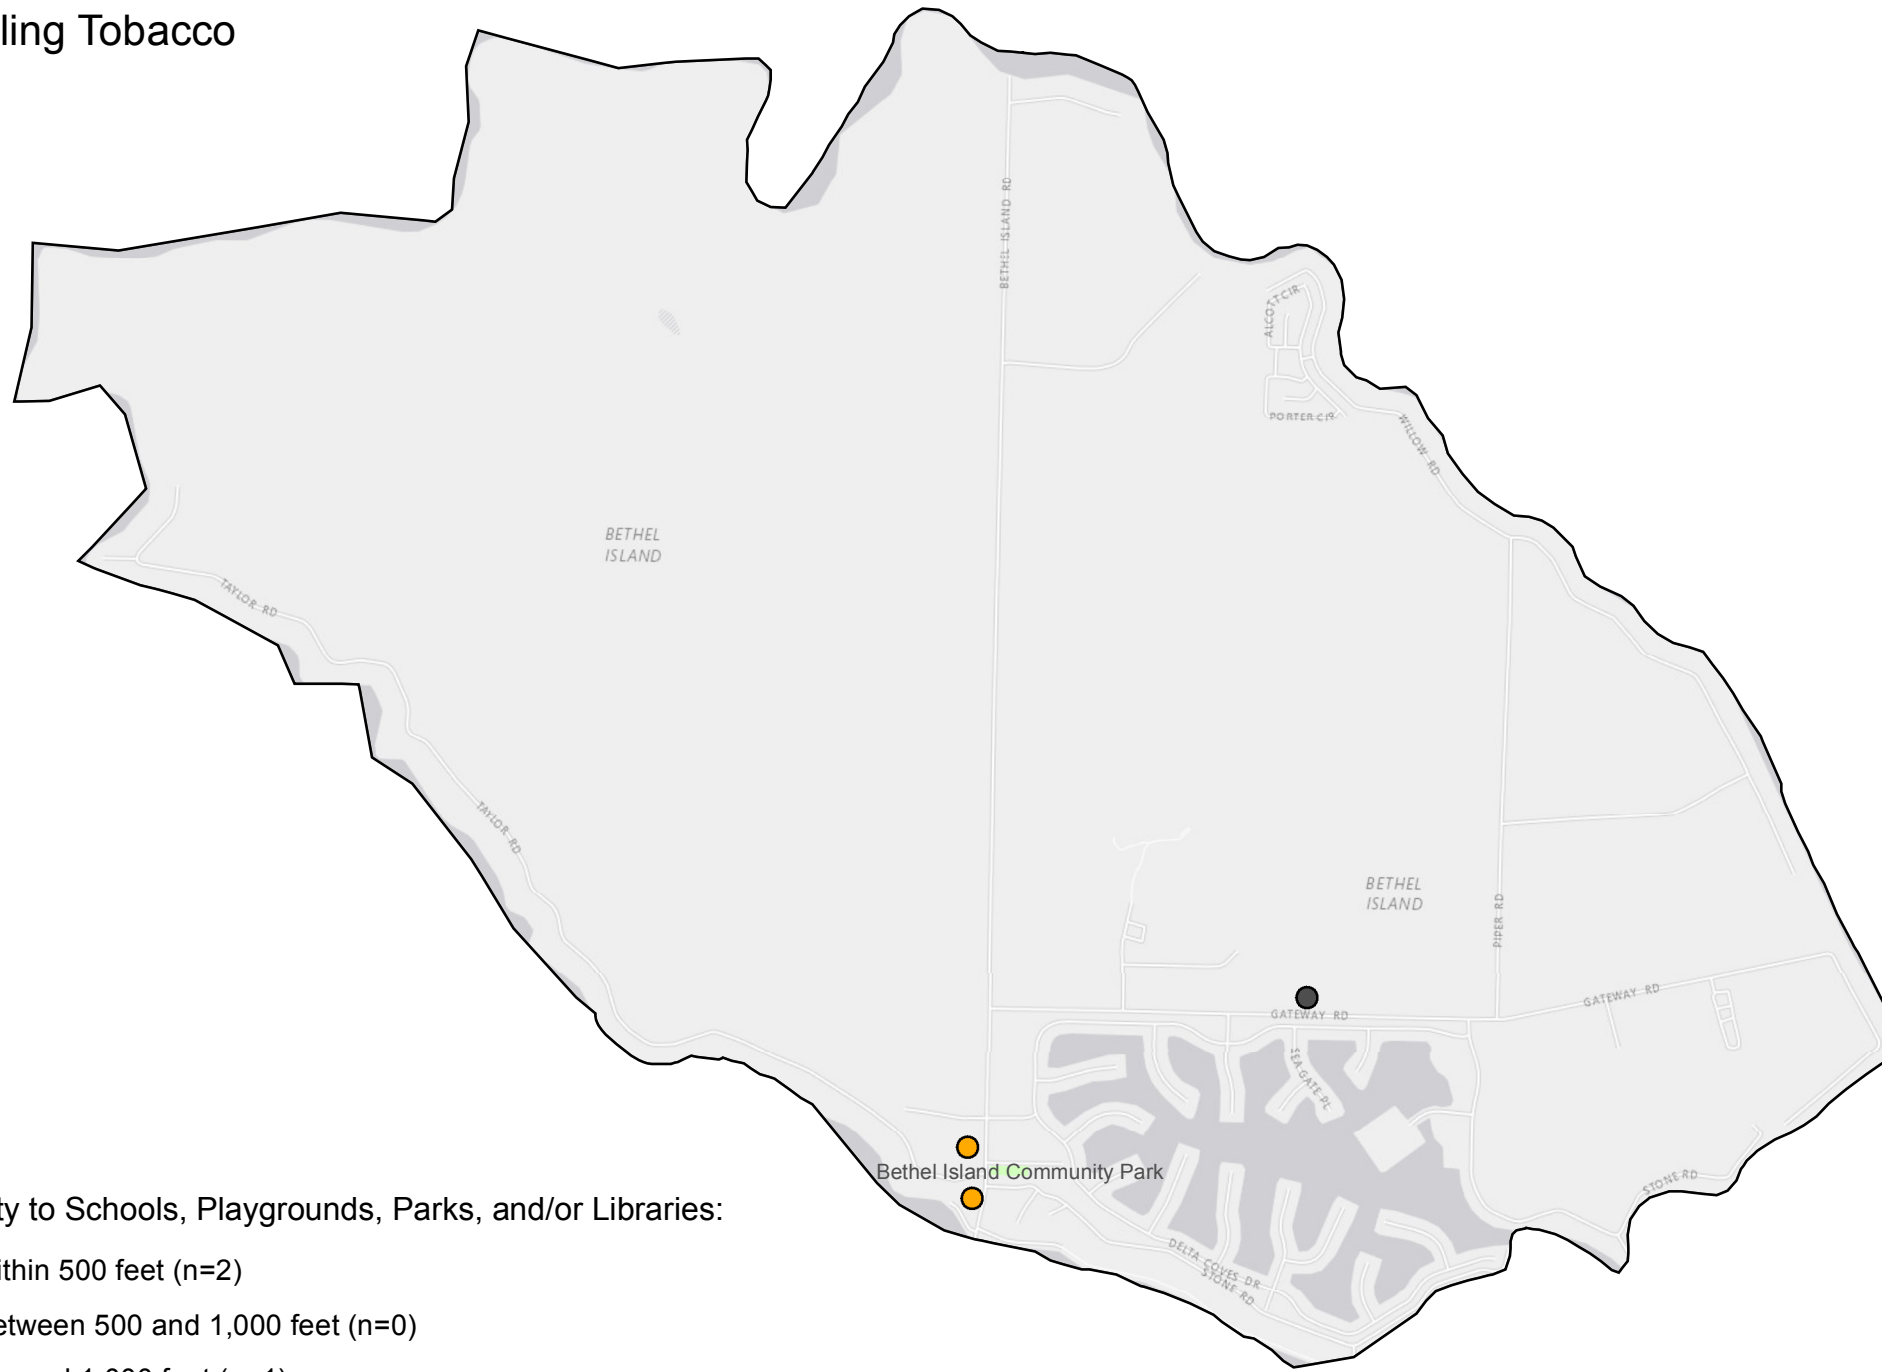 ling Tobacco
BETHEL ISLAND RD
ALCOTT CIR
PORTER CIR
WILLOW RD
BETHEL
ISLAND
TAYLOR RD
TAYLOR RD
BETHEL
ISLAND
PIPER RD
GATEWAY RD
GATEWAY RD
SEA GATE PL
Bethel Island Community Park
STONE RD
DELTA COVES DR
STONE RD
ty to Schools, Playgrounds, Parks, and/or Libraries:
ithin 500 feet (n=2)
etween 500 and 1,000 feet (n=0)